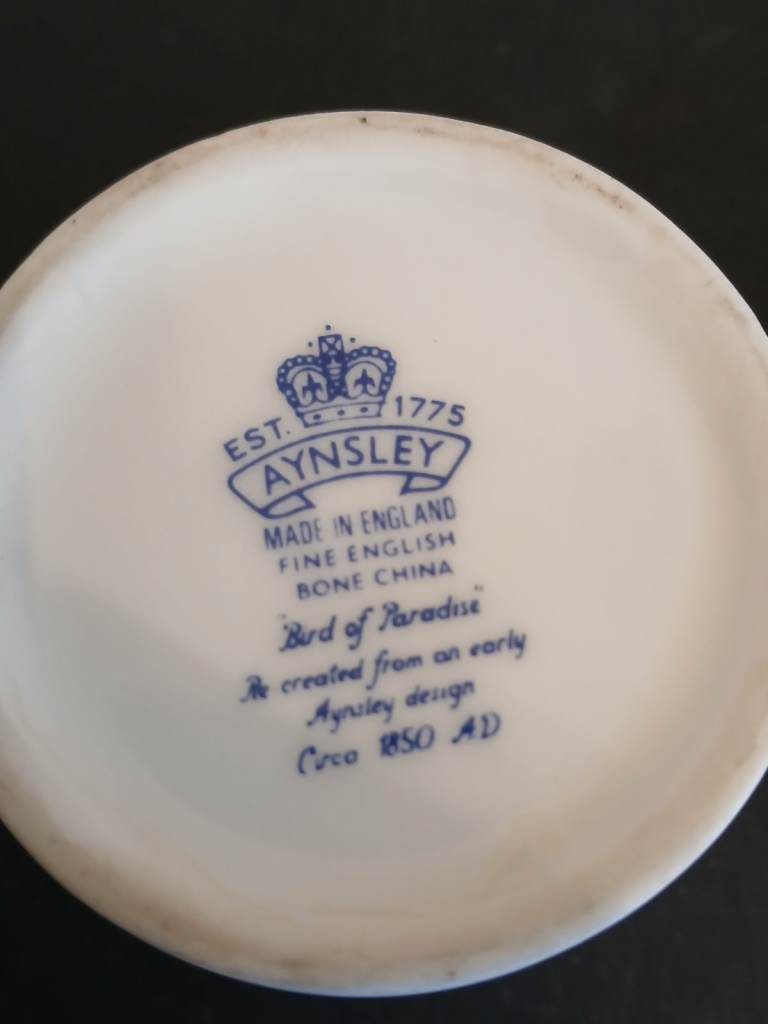 EST. 1775
AYNSLEY
MADE IN ENGLAND
FINE ENGLISH
BONE CHINA
"Bird of Paradise"
Re created from an early
Aynsley design
Circa 1850 AD